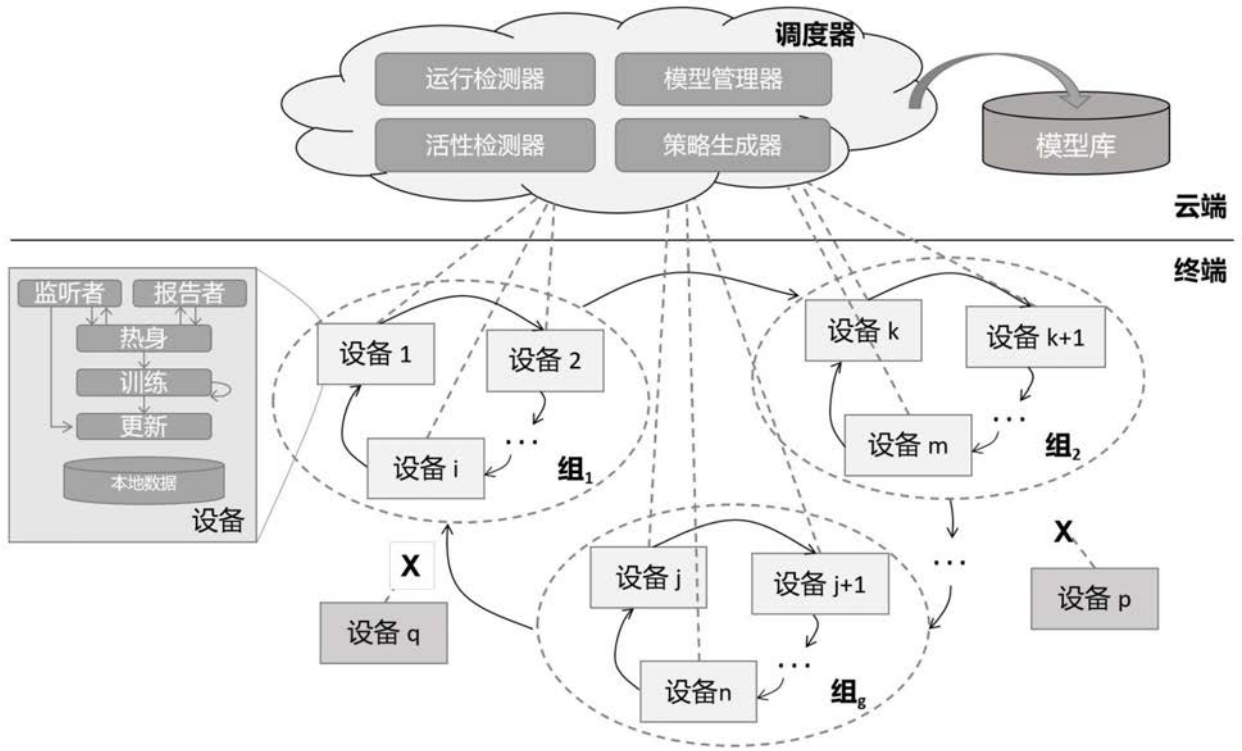 调度器
运行检测器
模型管理器
活性检测器
策略生成器
模型库
云端
终端
监听者
报告者
热身
训练
更新
本地数据
设备
设备 1
设备 2
...
设备 i
组1
设备 k
设备 k+1
...
设备 m
组2
...
X
设备 q
设备 j
设备 j+1
...
设备n
组g
X
设备 p